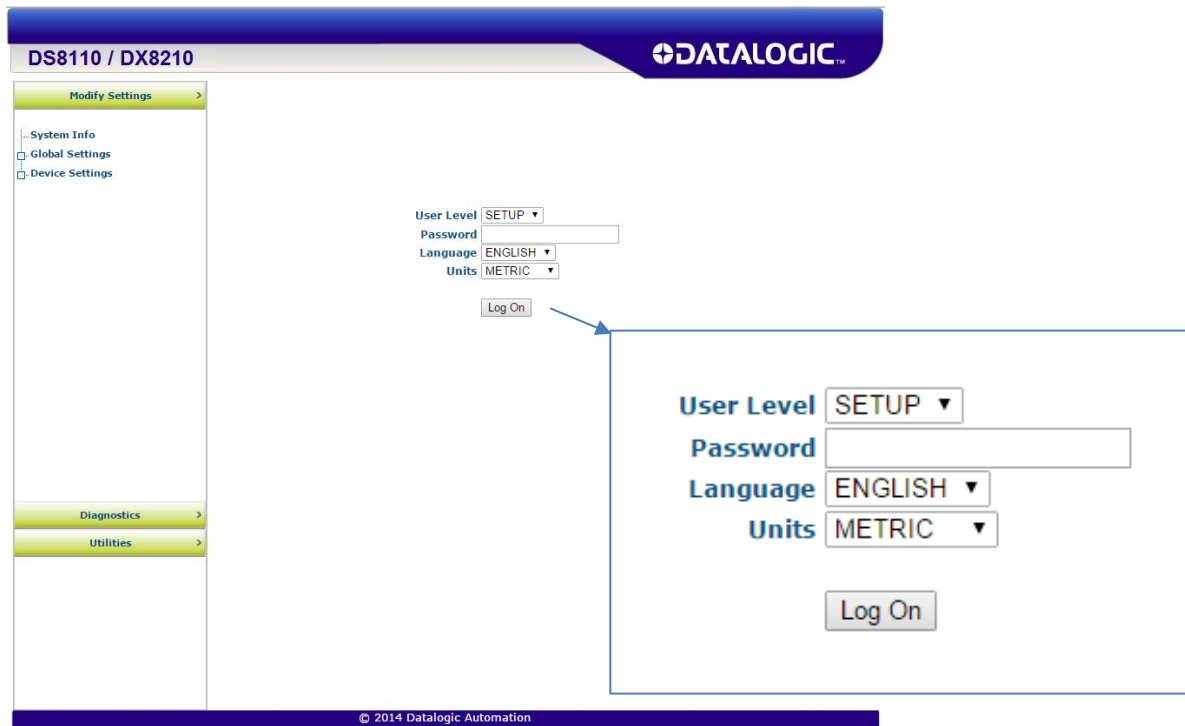 DS8110 / DX8210
DATALOGIC™
Modify Settings >
System Info
Global Settings
Device Settings
User Level SETUP
Password
Language ENGLISH
Units METRIC
Log On
User Level SETUP
Password
Language ENGLISH
Units METRIC
Log On
Diagnostics >
Utilities >
© 2014 Datalogic Automation